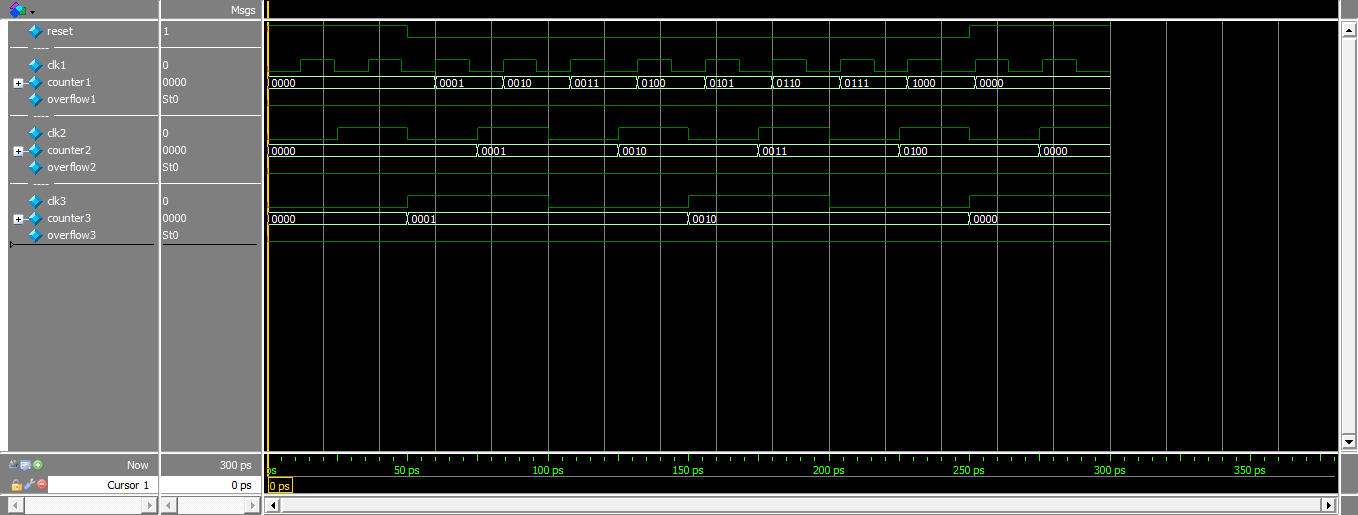 Msgs
reset 1
clk1 0
counter1 0000 0000 0001 0010 0011 0100 0101 0110 0111 1000 0000
overflow1 St0
clk2 0
counter2 0000 0000 0001 0010 0011 0100 0000
overflow2 St0
clk3 0
counter3 0000 0000 0001 0010 0000
overflow3 St0
Now 300 ps ps 50 ps 100 ps 150 ps 200 ps 250 ps 300 ps 350 ps
Cursor 1 0 ps 0 ps